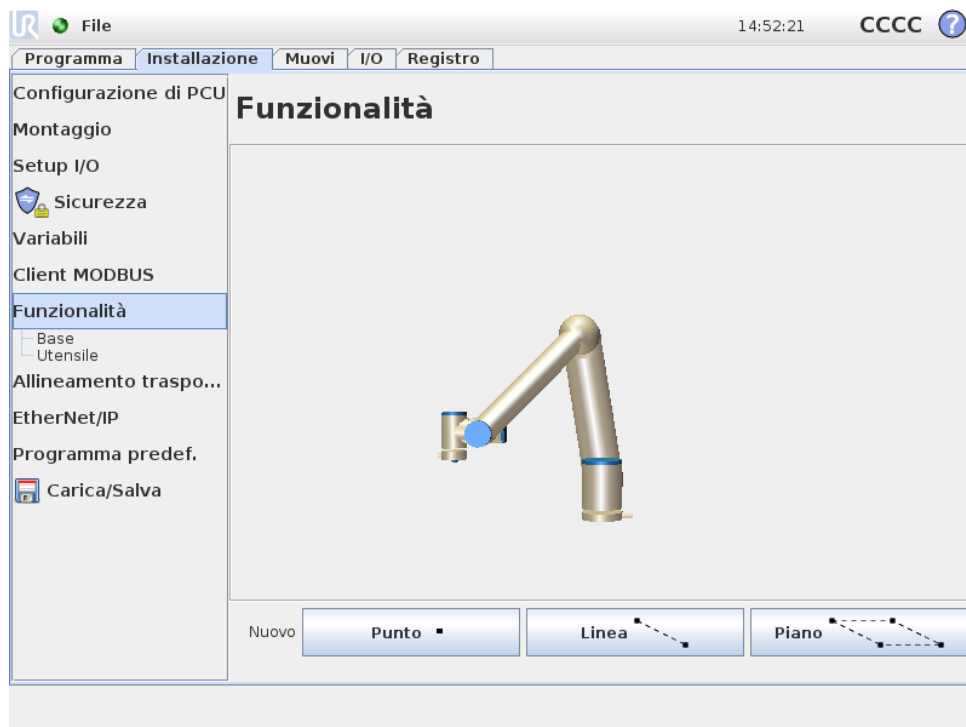 UR File 14:52:21 CCCC ?
Programma Installazione Muovi I/O Registro
Configurazione di PCU
Funzionalità
Montaggio
Setup I/O
Sicurezza
Variabili
Client MODBUS
Funzionalità
Base
Utensile
Allineamento traspo...
EtherNet/IP
Programma predef.
Carica/Salva
Nuovo Punto Linea Piano